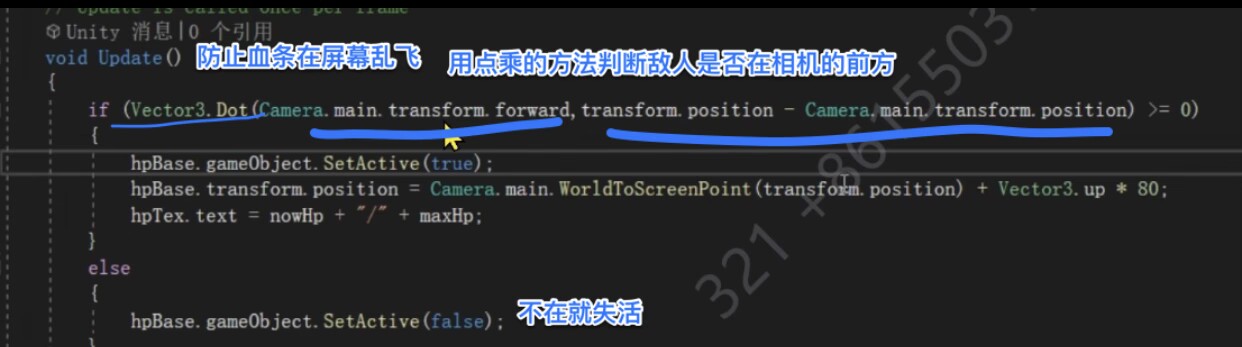 // Update is called once per frame
Unity 消息|0 个引用
void Update() 防止血条在屏幕乱飞 用点乘的方法判断敌人是否在相机的前方
{
if (Vector3.Dot(Camera.main.transform.forward, transform.position - Camera.main.transform.position) >= 0)
{
hpBase.gameObject.SetActive(true);
hpBase.transform.position = Camera.main.WorldToScreenPoint(transform.position) + Vector3.up * 80;
hpTex.text = nowHp + "/" + maxHp;
}
else
{
hpBase.gameObject.SetActive(false); 不在就失活
}
321 +8615503